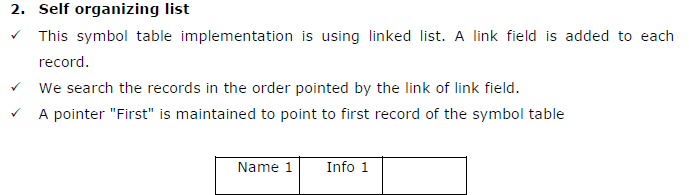 2. Self organizing list
✓ This symbol table implementation is using linked list. A link field is added to each
record.
✓ We search the records in the order pointed by the link of link field.
✓ A pointer "First" is maintained to point to first record of the symbol table
Name 1 Info 1